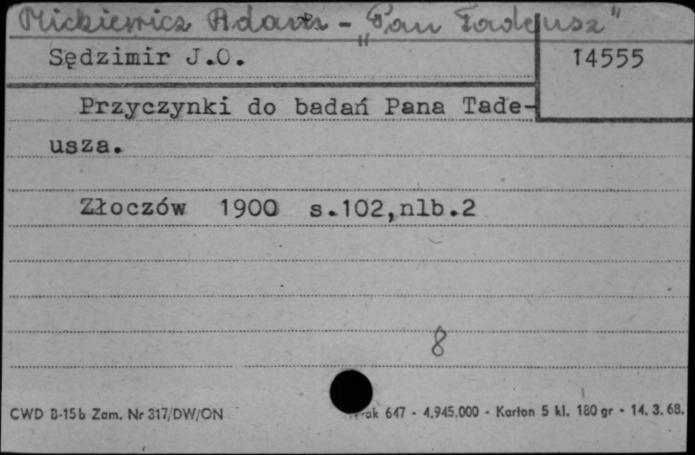 Mickiewicz Adam - „Pan Tadeusz"
Sędzimir J.O.
14555
Przyczynki do badań Pana Tade-
usza.
Złoczów 1900 s.102,nlb.2
8
CWD B-15b Zam. Nr 317/DW/ON
647 - 4.945.000 - Karton 5 kl. 180 gr - 14. 3. 68.